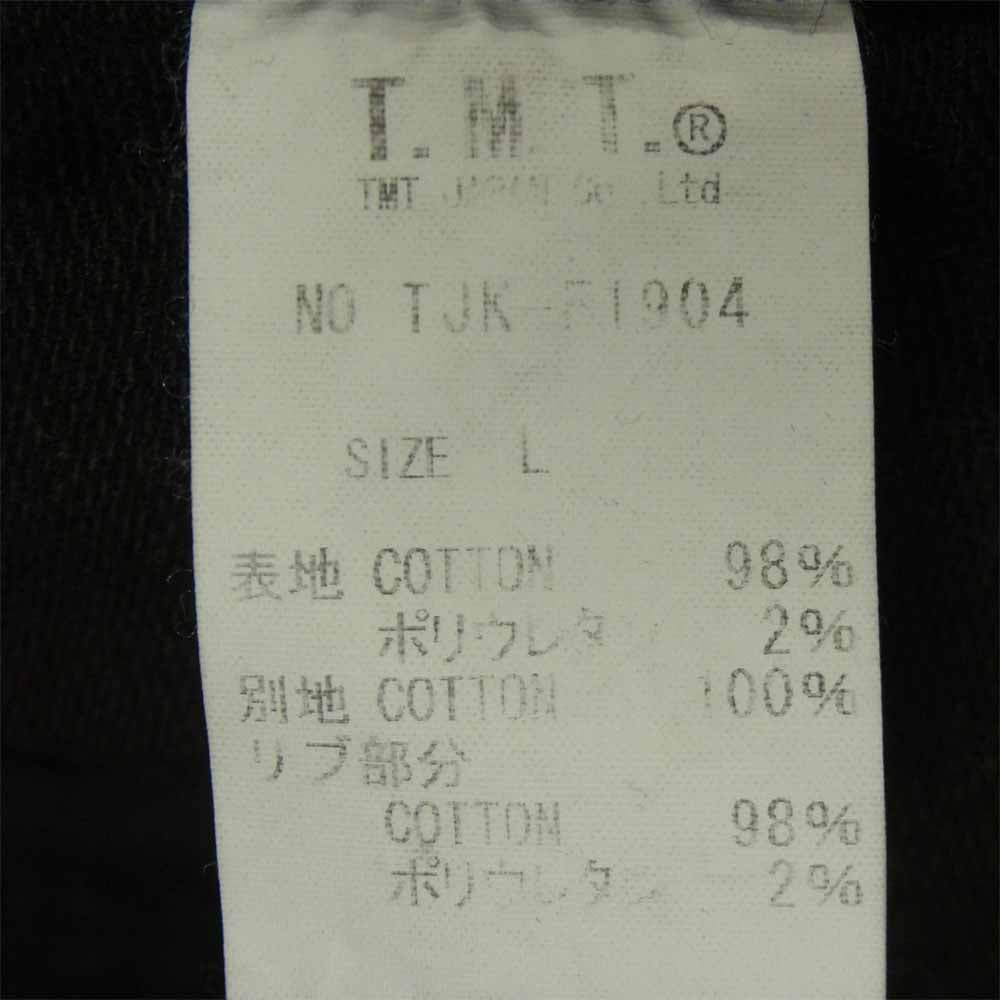 T.M.T.®
TMT JAPAN Co.,Ltd
NO TJK-F1904
SIZE L
表地 COTTON 98%
ポリウレタン 2%
別地 COTTON 100%
リブ部分
COTTON 98%
ポリウレタン 2%